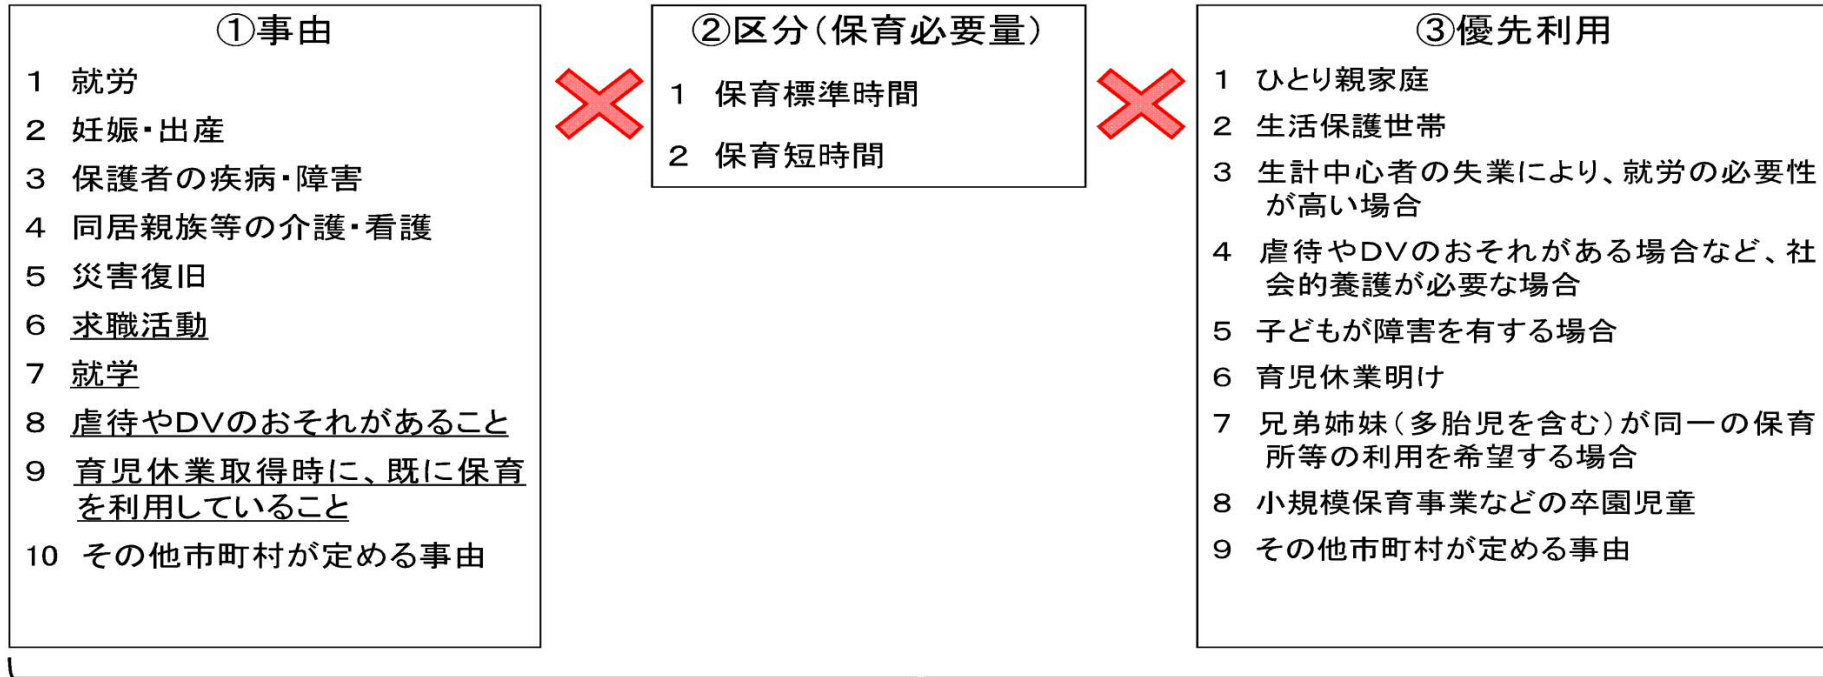 ①事由
1 就労
2 妊娠・出産
3 保護者の疾病・障害
4 同居親族等の介護・看護
5 災害復旧
6 求職活動
7 就学
8 虐待やDVのおそれがあること
9 育児休業取得時に、既に保育
を利用していること
10 その他市町村が定める事由
②区分(保育必要量)
1 保育標準時間
2 保育短時間
③優先利用
1 ひとり親家庭
2 生活保護世帯
3 生計中心者の失業により、就労の必要性
が高い場合
4 虐待やDVのおそれがある場合など、社
会的養護が必要な場合
5 子どもが障害を有する場合
6 育児休業明け
7 兄弟姉妹(多胎児を含む)が同一の保育
所等の利用を希望する場合
8 小規模保育事業などの卒園児童
9 その他市町村が定める事由